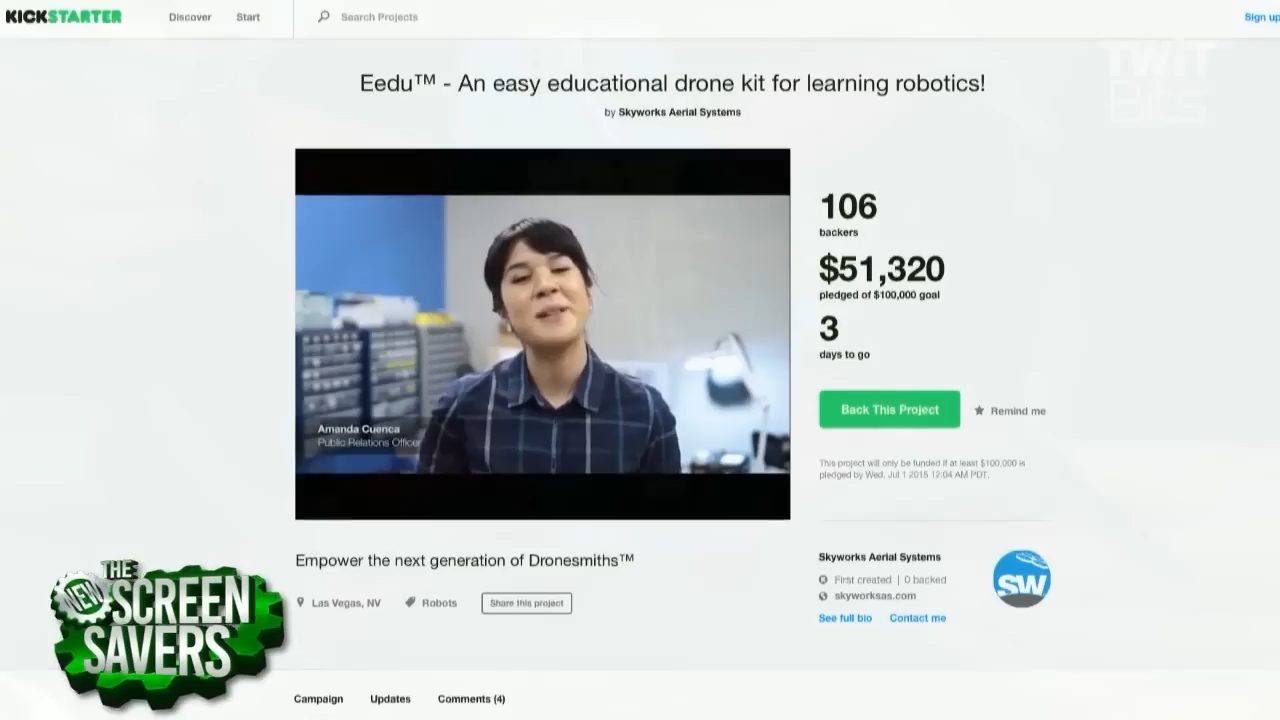 KICKSTARTER Discover Start Search Projects Sign up
TWiT
Bits
Eedu™ - An easy educational drone kit for learning robotics!
by Skyworks Aerial Systems
106
backers
$51,320
pledged of $100,000 goal
3
days to go
Back This Project Remind me
Amanda Cuenca
Public Relations Officer
This project will only be funded if at least $100,000 is
pledged by Wed, Jul 1 2015 12:04 AM PDT.
Empower the next generation of Dronesmiths™
Las Vegas, NV Robots Share this project
Skyworks Aerial Systems
First created | 0 backed
skyworksas.com
See full bio Contact me
SW
THE
NEW SCREEN
SAVERS
Campaign Updates Comments (4)